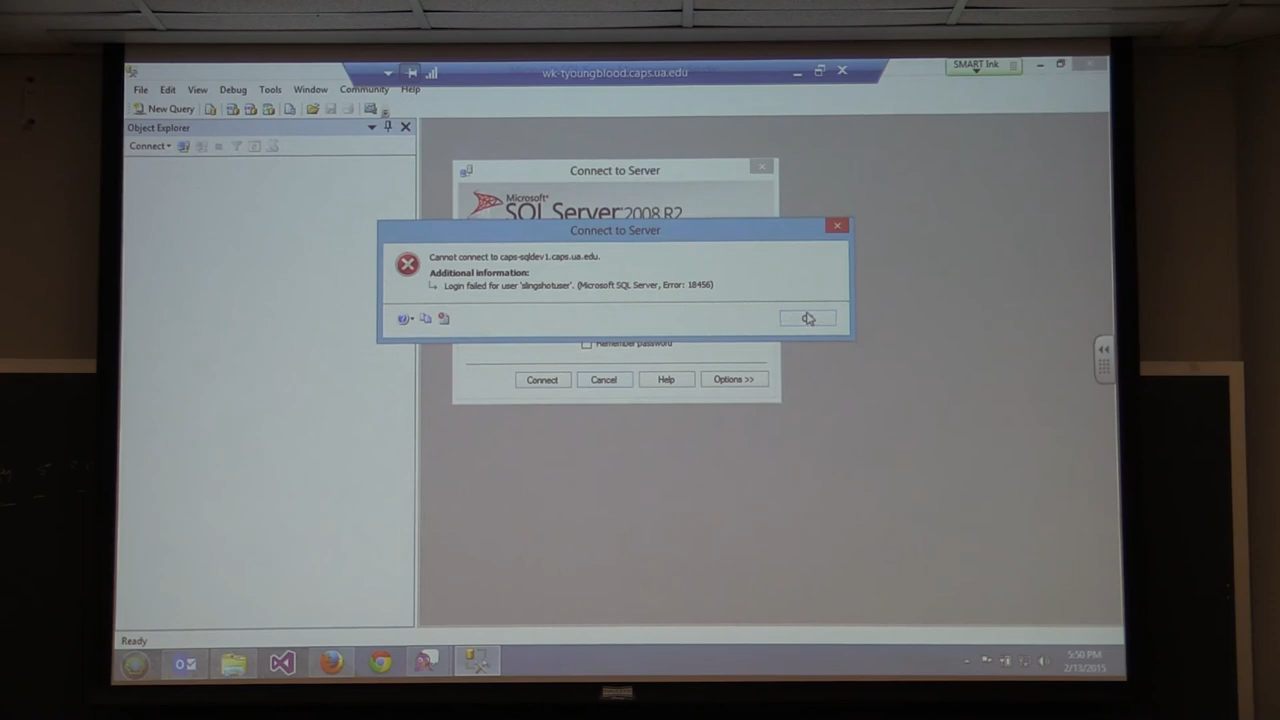 wk-tyoungblood.caps.ua.edu
SMART Ink
File Edit View Debug Tools Window Community Help
New Query
Object Explorer
Connect
Connect to Server
Microsoft
SQL Server 2008 R2
Connect to Server
Cannot connect to caps-sqldev1.caps.ua.edu.
Additional information:
Login failed for user 'slingshotuser'. (Microsoft SQL Server, Error: 18456)
Remember password
Connect Cancel Help Options >>
Ready
5:50 PM
2/13/2015